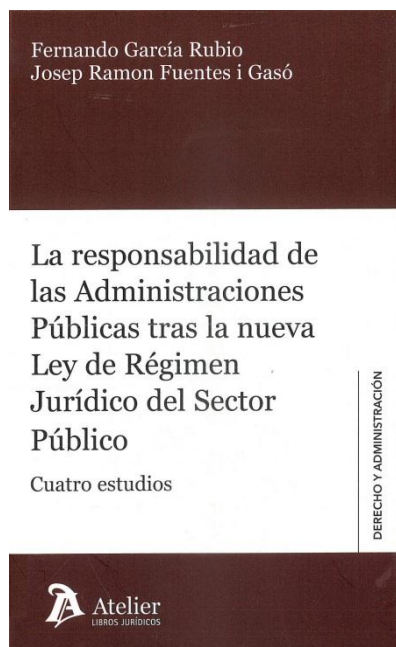 Fernando García Rubio
Josep Ramon Fuentes i Gasó
La responsabilidad de
las Administraciones
Públicas tras la nueva
Ley de Régimen
Jurídico del Sector
Público
Cuatro estudios
DERECHO Y ADMINISTRACIÓN
Atelier
LIBROS JURÍDICOS